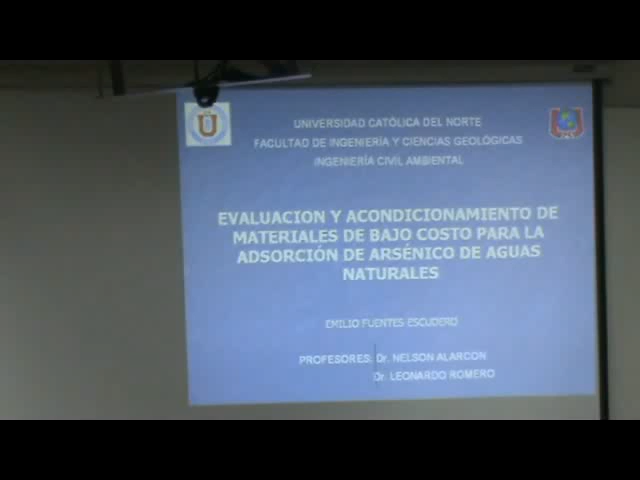 UNIVERSIDAD CATÓLICA DEL NORTE
FACULTAD DE INGENIERÍA Y CIENCIAS GEOLÓGICAS
INGENIERÍA CIVIL AMBIENTAL
EVALUACION Y ACONDICIONAMIENTO DE
MATERIALES DE BAJO COSTO PARA LA
ADSORCIÓN DE ARSÉNICO DE AGUAS
NATURALES
EMILIO FUENTES ESCUDERO
PROFESORES: Dr. NELSON ALARCON
Dr. LEONARDO ROMERO